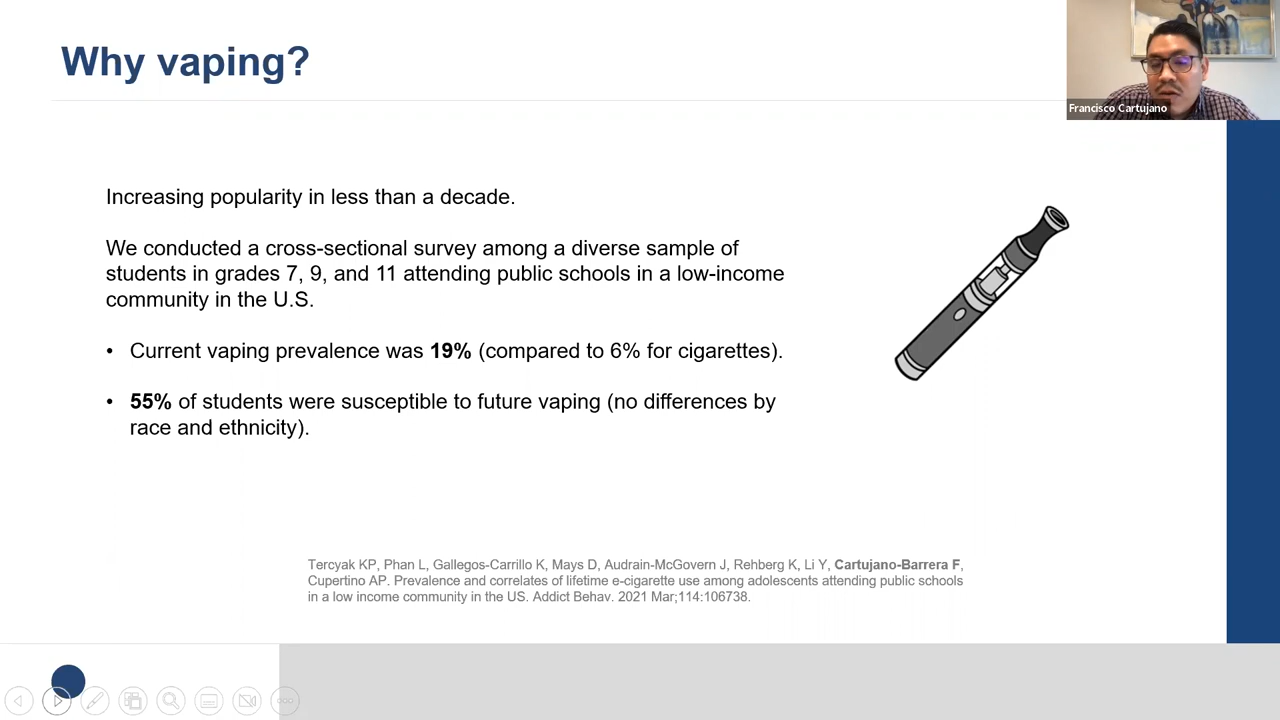 Why vaping?
Francisco Cartujano
Increasing popularity in less than a decade.
We conducted a cross-sectional survey among a diverse sample of
students in grades 7, 9, and 11 attending public schools in a low-income
community in the U.S.
• Current vaping prevalence was 19% (compared to 6% for cigarettes).
• 55% of students were susceptible to future vaping (no differences by
race and ethnicity).
Tercyak KP, Phan L, Gallegos-Carrillo K, Mays D, Audrain-McGovern J, Rehberg K, Li Y, Cartujano-Barrera F,
Cupertino AP. Prevalence and correlates of lifetime e-cigarette use among adolescents attending public schools
in a low income community in the US. Addict Behav. 2021 Mar;114:106738.